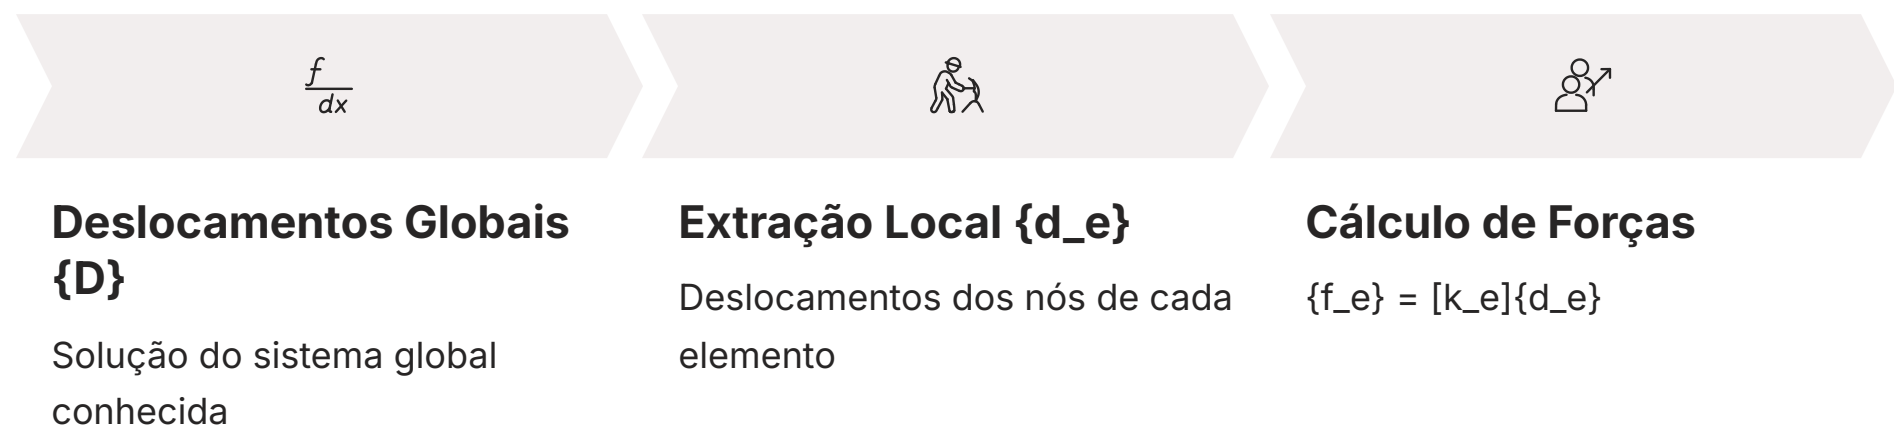 f
dx
Deslocamentos Globais
{D}
Solução do sistema global
conhecida
Extração Local {d_e}
Deslocamentos dos nós de cada
elemento
Cálculo de Forças
{f_e} = [k_e]{d_e}